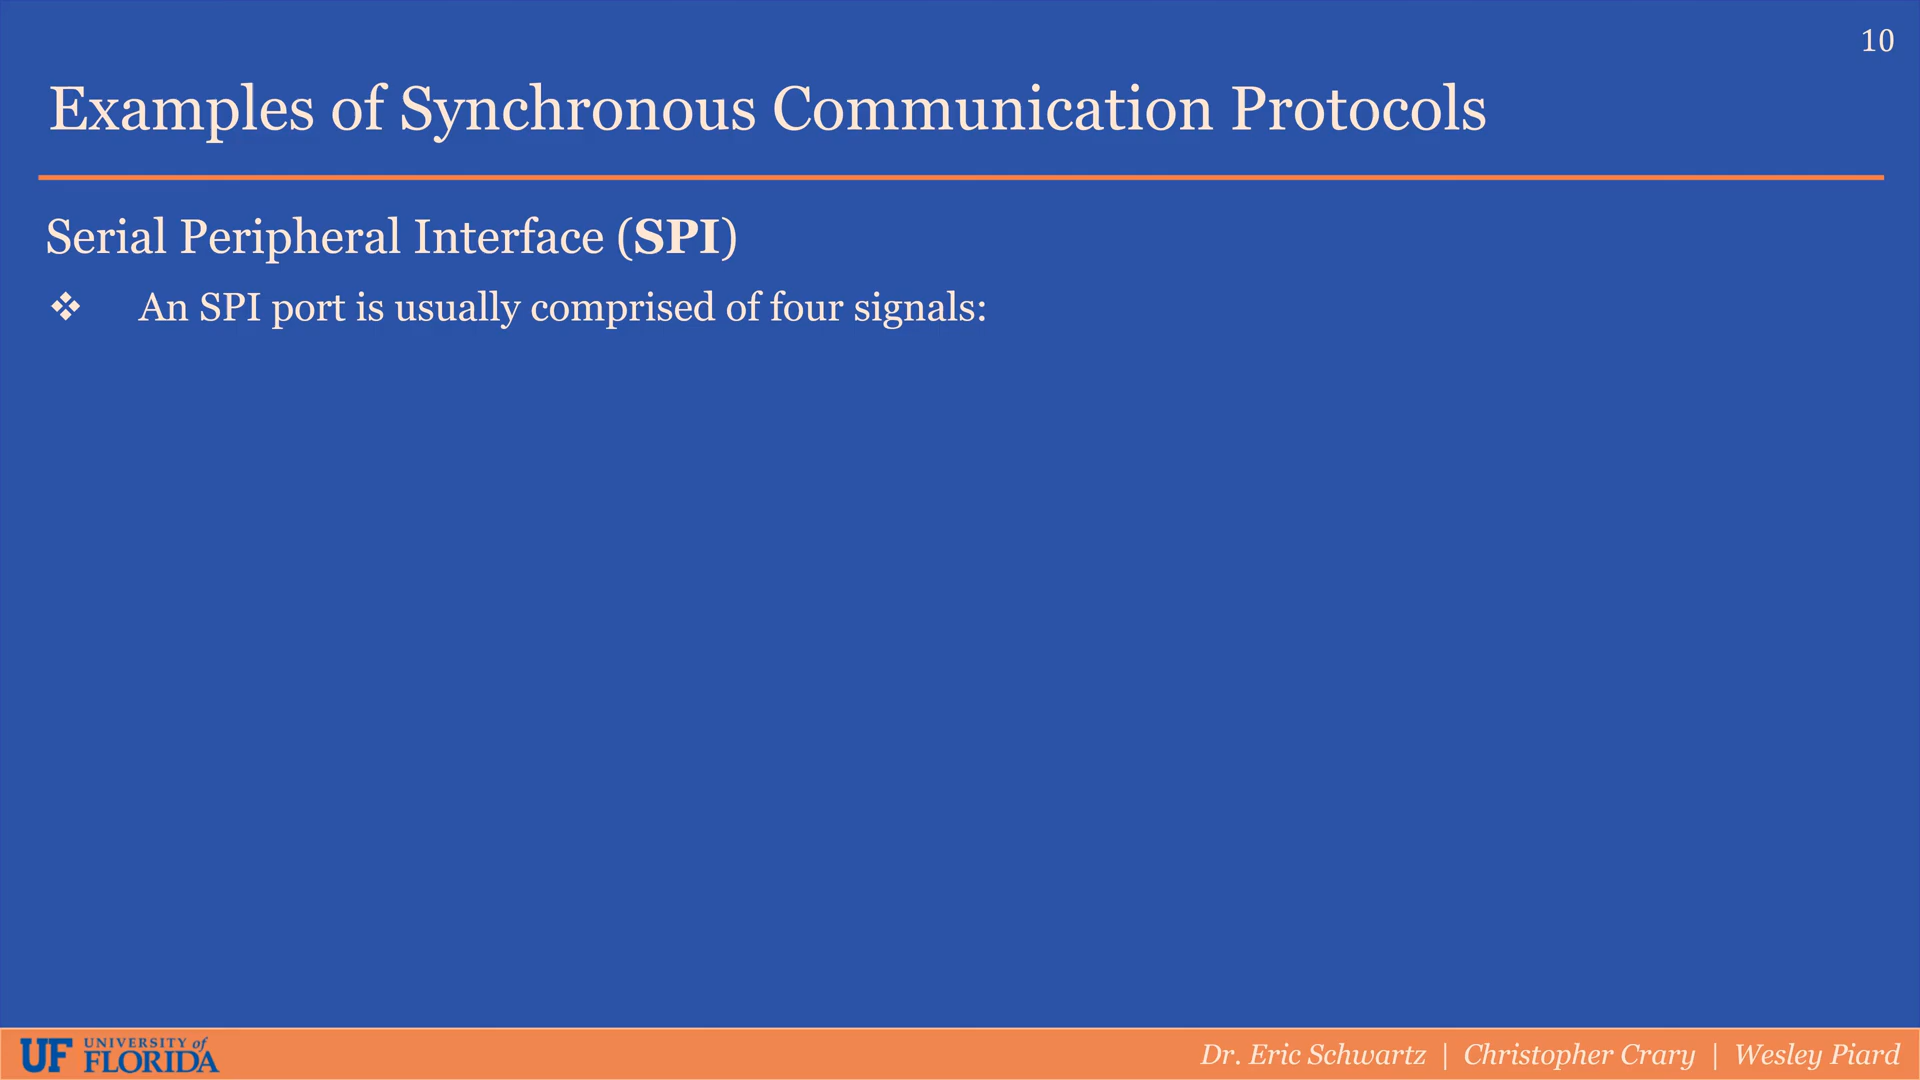 10
Examples of Synchronous Communication Protocols
Serial Peripheral Interface (SPI)
❖ An SPI port is usually comprised of four signals:
UF UNIVERSITY of FLORIDA
Dr. Eric Schwartz | Christopher Crary | Wesley Piard